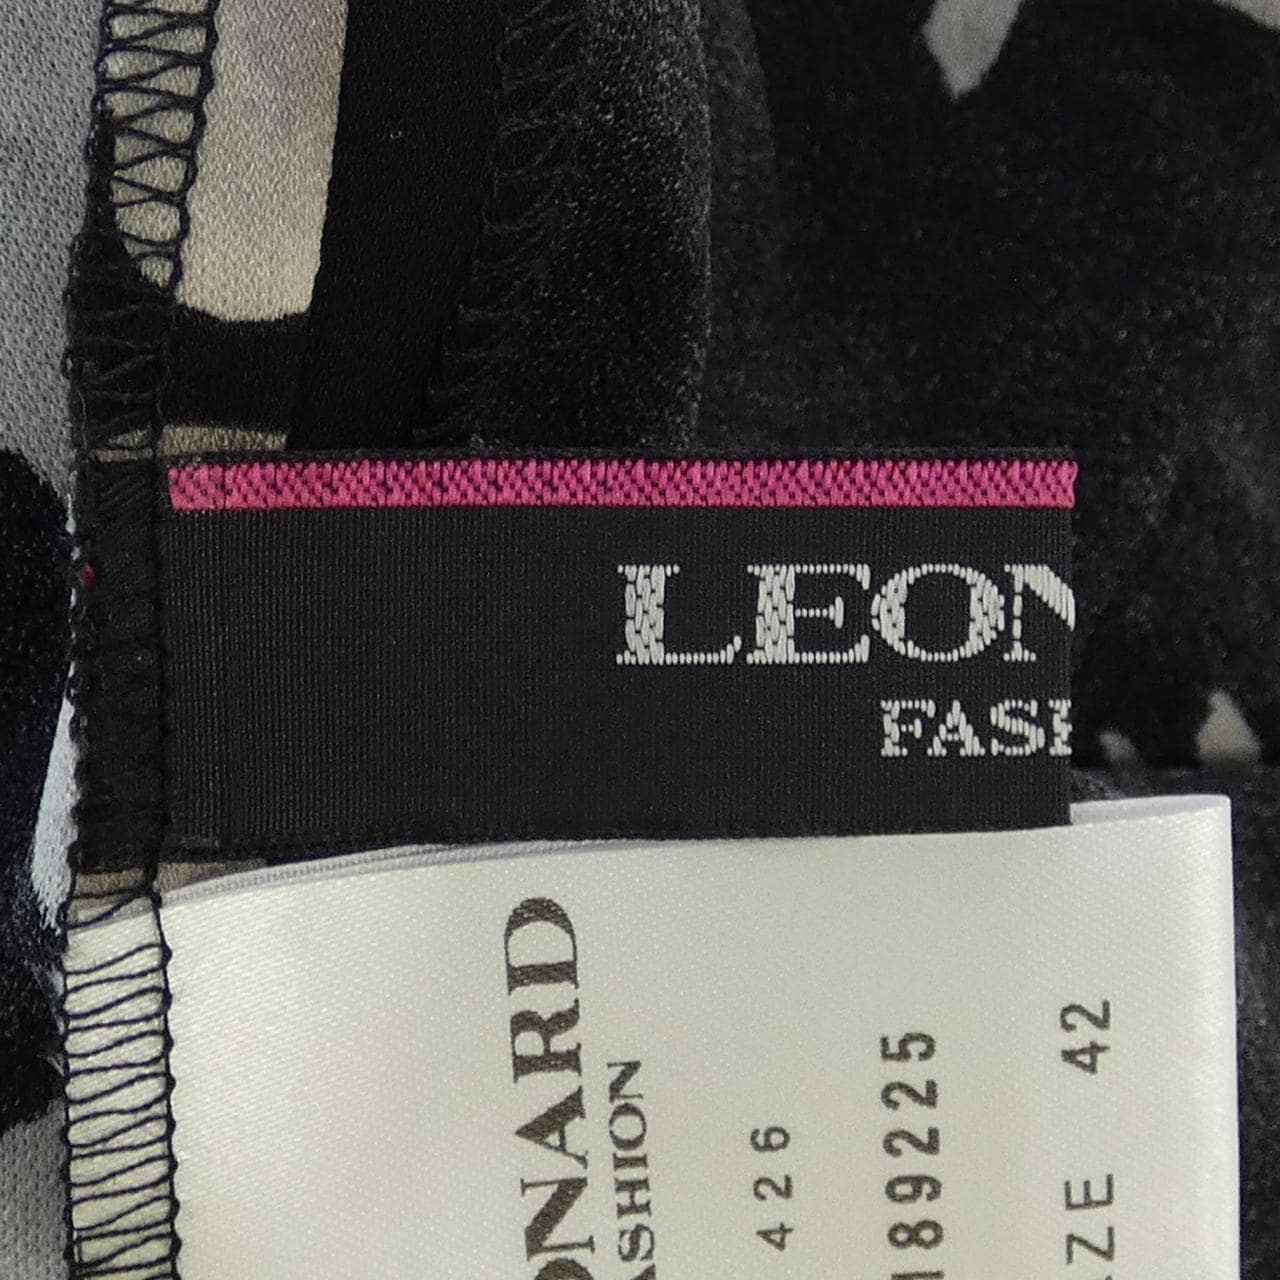 LEON
FASH
ONARD
ASHION
426
189225
ZE 42